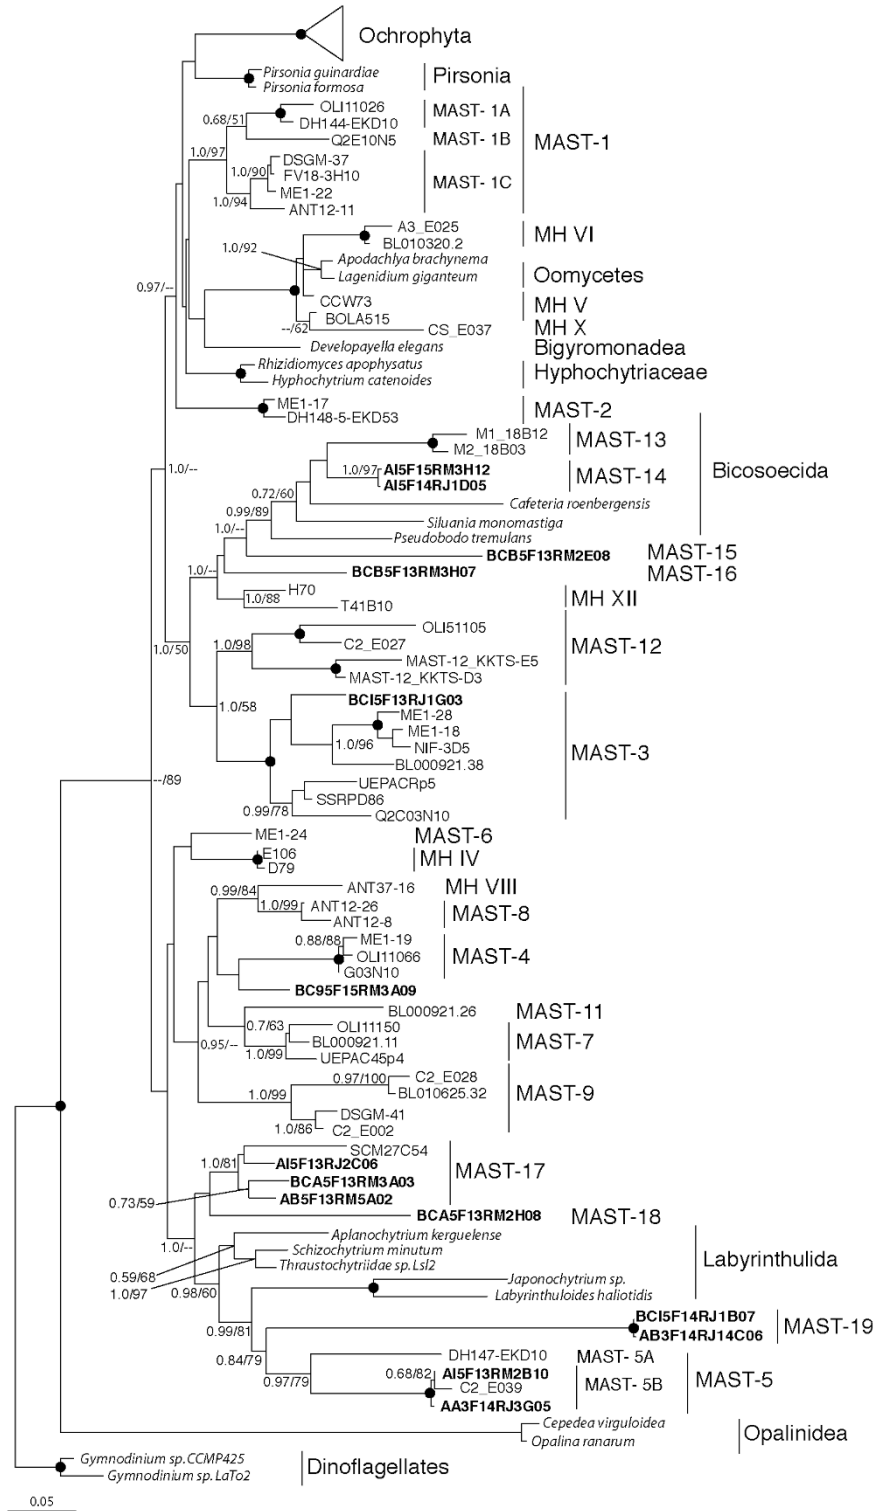 Ochrophyta
Pirsonia guinardiae
Pirsonia formosa
Pirsonia
OLI11026
0.68/51
DH144-EKD10
MAST- 1A
Q2E10N5
MAST- 1B
MAST-1
1.0/97
DSGM-37
1.0/90
FV18-3H10
MAST- 1C
ME1-22
1.0/94
ANT12-11
A3_E025
BL010320.2
MH VI
1.0/92
Apodachlya brachynema
Lagenidium giganteum
Oomycetes
0.97/--
CCW73
MH V
BOLA515
--/62
CS_E037
MH X
Developayella elegans
Bigyromonadea
Rhizidiomyces apophysatus
Hyphochytrium catenoides
Hyphochytriaceae
ME1-17
DH148-5-EKD53
MAST-2
M1_18B12
M2_18B03
MAST-13
1.0/--
1.0/97
AI5F15RM3H12
AI5F14RJ1D05
MAST-14
Bicosoecida
0.72/60
Cafeteria roenbergensis
0.99/89
Siluania monomastiga
1.0/--
Pseudobodo tremulans
BCB5F13RM2E08
MAST-15
1.0/--
BCB5F13RM3H07
MAST-16
H70
1.0/88
T41B10
MH XII
OLI51105
1.0/98
C2_E027
MAST-12
1.0/50
MAST-12_KKTS-E5
MAST-12_KKTS-D3
BCI5F13RJ1G03
1.0/58
ME1-28
ME1-18
1.0/96
NIF-3D5
MAST-3
BL000921.38
--/89
UEPACRp5
SSRPD86
0.99/78
Q2C03N10
ME1-24
MAST-6
E106
D79
MH IV
0.99/84
ANT37-16
MH VIII
1.0/99
ANT12-26
ANT12-8
MAST-8
0.88/88
ME1-19
OLI11066
G03N10
MAST-4
BC95F15RM3A09
BL000921.26
MAST-11
0.7/63
OLI11150
0.95/--
BL000921.11
MAST-7
1.0/99
UEPAC45p4
0.97/100
C2_E028
BL010625.32
1.0/99
MAST-9
DSGM-41
1.0/86
C2_E002
SCM27C54
1.0/81
AI5F13RJ2C06
BCA5F13RM3A03
MAST-17
0.73/59
AB5F13RM5A02
BCA5F13RM2H08
MAST-18
Aplanochytrium kerguelense
1.0/--
Schizochytrium minutum
Thraustochytriidae sp. Lsl2
Labyrinthulida
0.59/68
1.0/97
0.98/60
Japonochytrium sp.
Labyrinthuloides haliotidis
BCI5F14RJ1B07
0.99/81
AB3F14RJ14C06
MAST-19
0.84/79
DH147-EKD10
MAST- 5A
0.97/79
0.68/82
AI5F13RM2B10
C2_E039
MAST- 5B
MAST-5
AA3F14RJ3G05
Cepedea virguloidea
Opalina ranarum
Opalinidea
Gymnodinium sp. CCMP425
Gymnodinium sp. LaTo2
Dinoflagellates
0.05